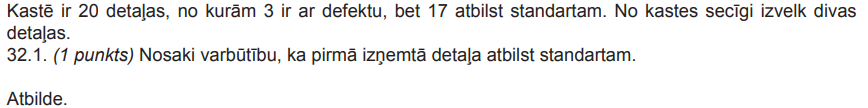 Kastē ir 20 detaļas, no kurām 3 ir ar defektu, bet 17 atbilst standartam. No kastes secīgi izvelk divas
detaļas.
32.1. (1 punkts) Nosaki varbūtību, ka pirmā izņemtā detaļa atbilst standartam.
Atbilde.